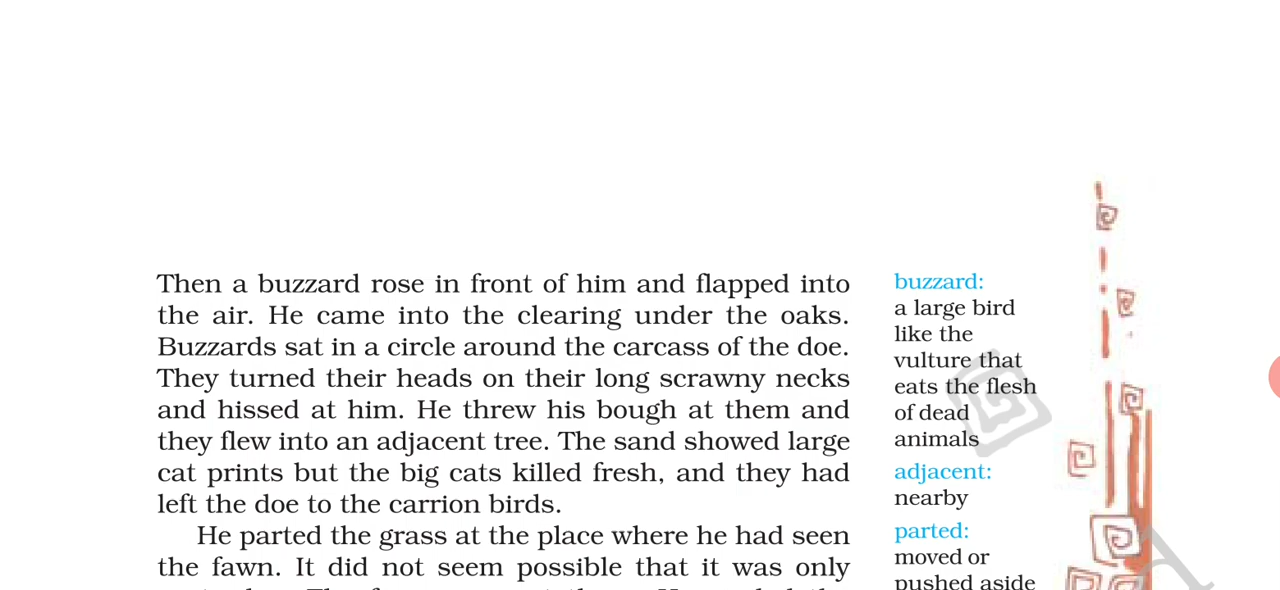 Then a buzzard rose in front of him and flapped into
the air. He came into the clearing under the oaks.
Buzzards sat in a circle around the carcass of the doe.
They turned their heads on their long scrawny necks
and hissed at him. He threw his bough at them and
they flew into an adjacent tree. The sand showed large
cat prints but the big cats killed fresh, and they had
left the doe to the carrion birds.
He parted the grass at the place where he had seen
the fawn. It did not seem possible that it was only
buzzard:
a large bird
like the
vulture that
eats the flesh
of dead
animals
adjacent:
nearby
parted:
moved or
pushed aside